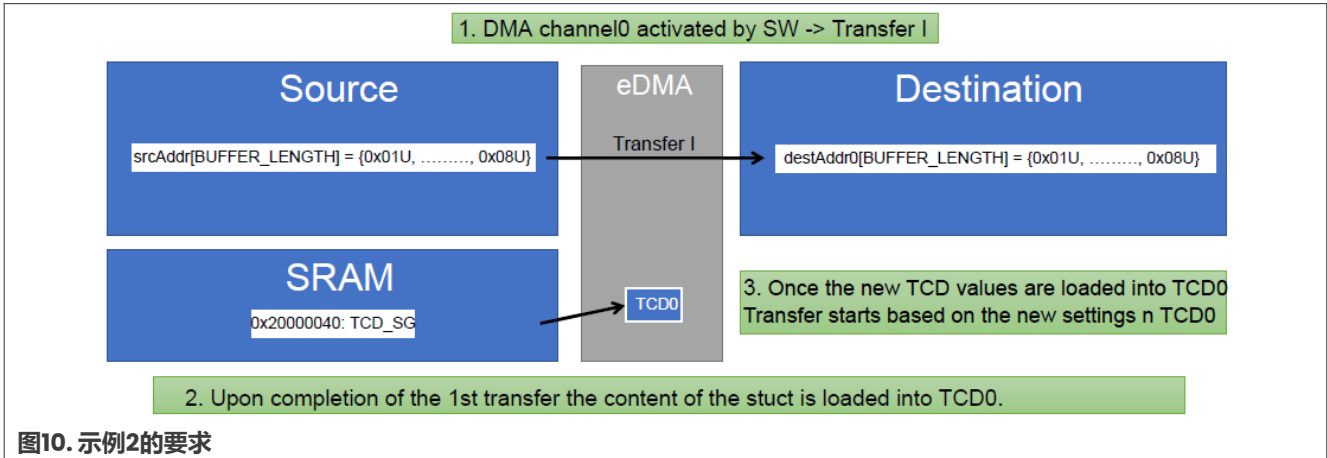 1. DMA channel0 activated by SW -> Transfer I
Source
eDMA
Destination
srcAddr[BUFFER_LENGTH] = {0x01U, ………, 0x08U}
Transfer I
destAddr0[BUFFER_LENGTH] = {0x01U, ………, 0x08U}
SRAM
0x20000040: TCD_SG
TCD0
3. Once the new TCD values are loaded into TCD0
Transfer starts based on the new settings n TCD0
2. Upon completion of the 1st transfer the content of the stuct is loaded into TCD0.
图10. 示例2的要求